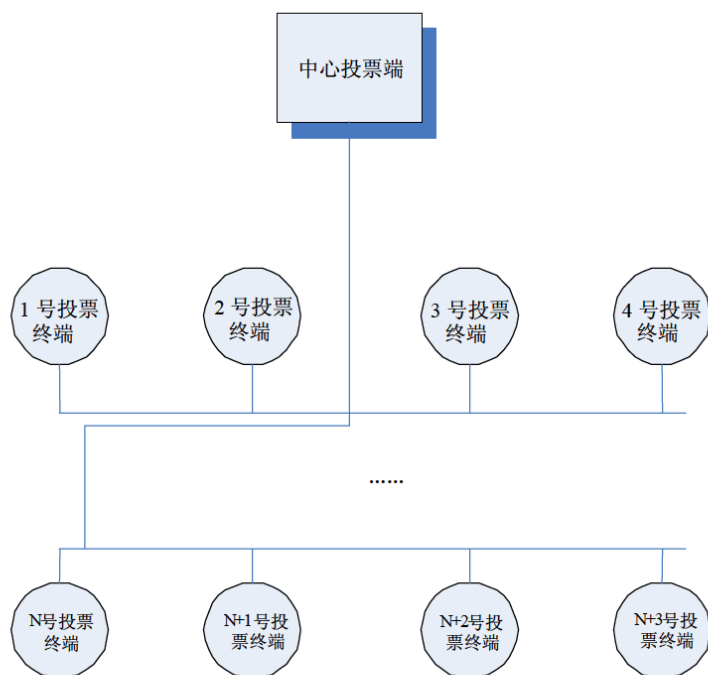 中心投票端
1 号投票
终端
2 号投票
终端
3 号投票
终端
4 号投票
终端
……
N号投票
终端
N+1号投
票终端
N+2号投
票终端
N+3号投
票终端